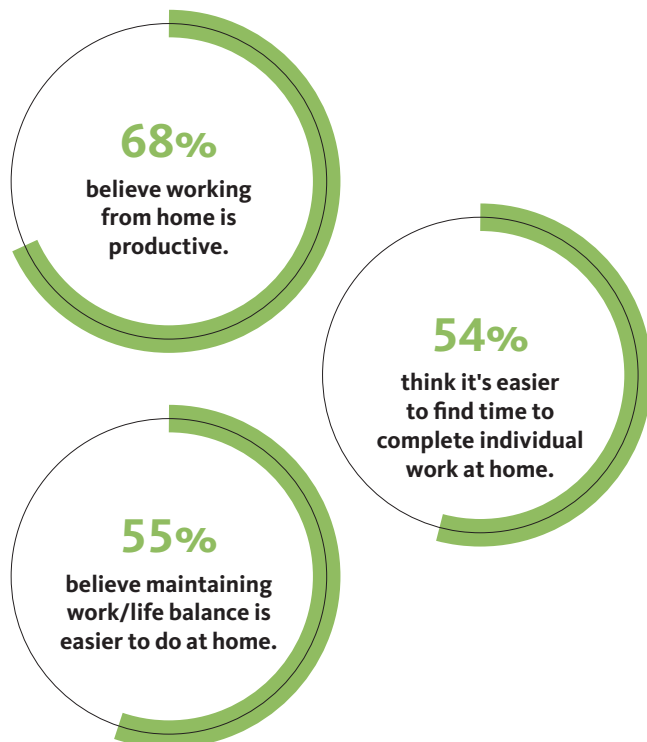 68%
believe working
from home is
productive.
54%
think it's easier
to find time to
complete individual
work at home.
55%
believe maintaining
work/life balance is
easier to do at home.